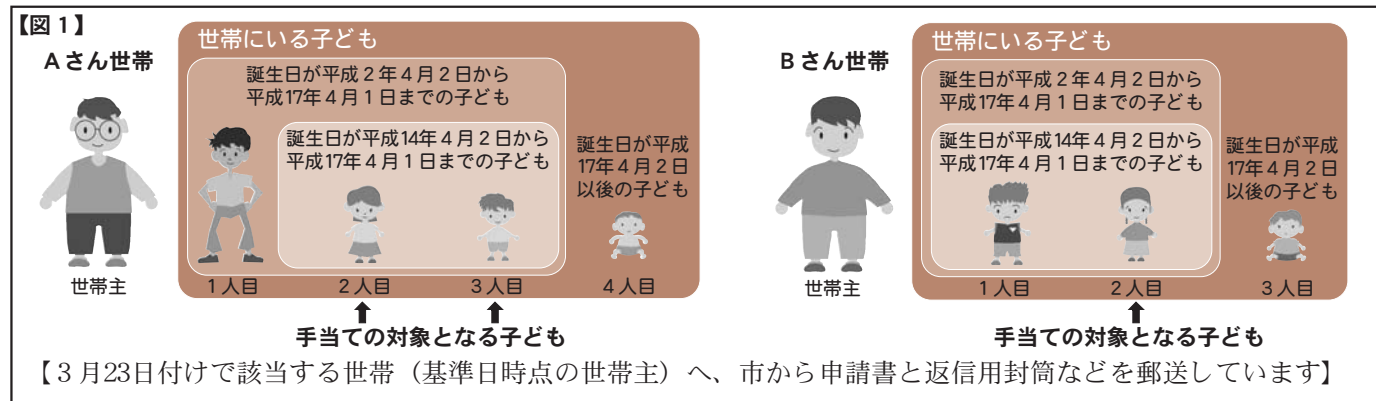 【図1】
Aさん世帯
世帯主
世帯にいる子ども
誕生日が平成2年4月2日から
平成17年4月1日までの子ども
誕生日が平成14年4月2日から
平成17年4月1日までの子ども
誕生日が平成
17年4月2日
以後の子ども
1人目
2人目
3人目
4人目
手当ての対象となる子ども
Bさん世帯
世帯主
世帯にいる子ども
誕生日が平成2年4月2日から
平成17年4月1日までの子ども
誕生日が平成14年4月2日から
平成17年4月1日までの子ども
誕生日が平成
17年4月2日
以後の子ども
1人目
2人目
3人目
手当ての対象となる子ども
【3月23日付けで該当する世帯（基準日時点の世帯主）へ、市から申請書と返信用封筒などを郵送しています】